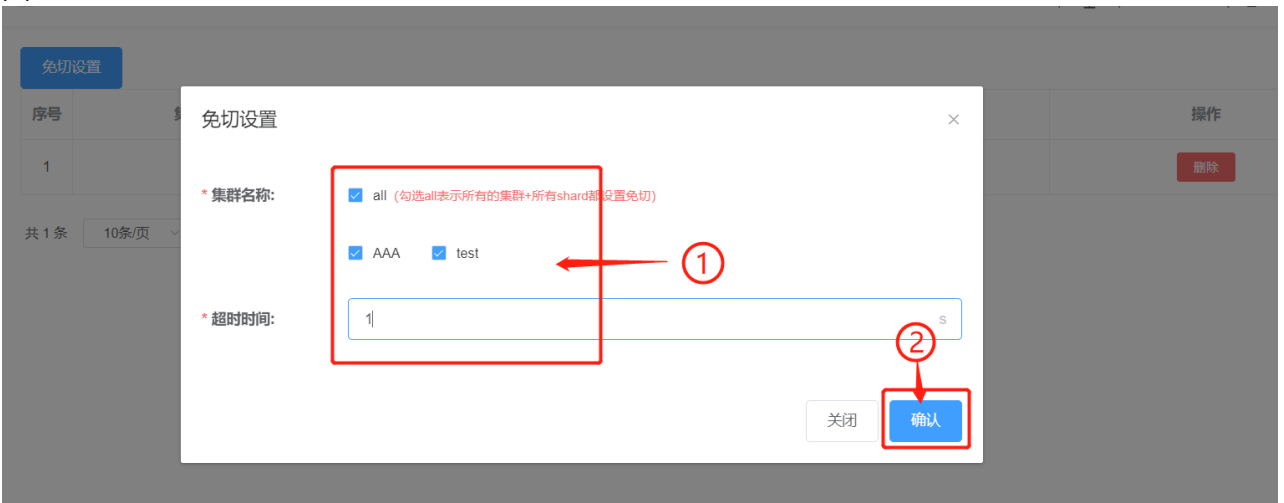 免切设置
序号
操作
免切设置
×
1
删除
* 集群名称:
all (勾选all表示所有的集群+所有shard都设置免切)
共 1 条 10条/页
AAA test
①
* 超时时间:
1 s
②
关闭 确认